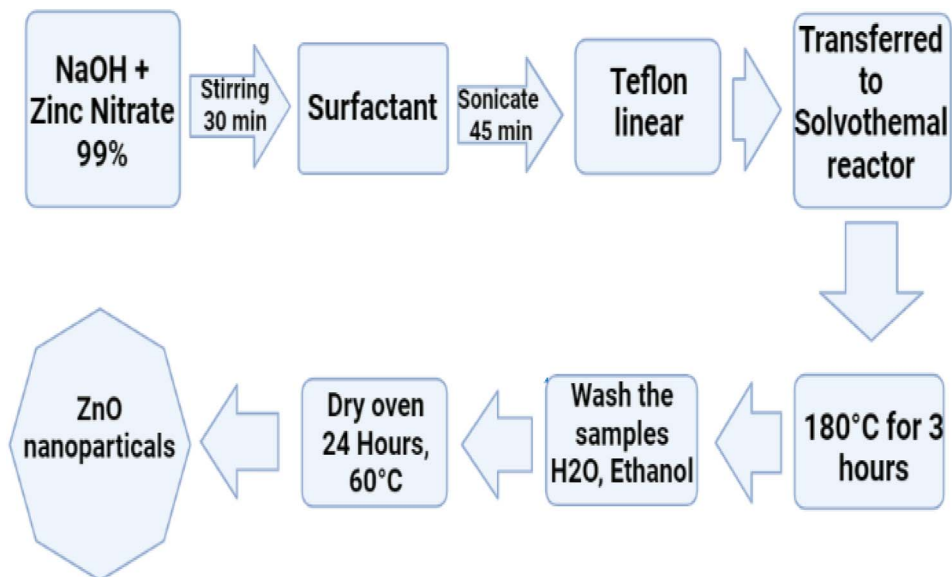 NaOH +
Zinc Nitrate
99%
Stirring
30 min
Surfactant
Sonicate
45 min
Teflon
linear
Transferred
to
Solvothemal
reactor
180°C for 3
hours
Wash the
samples
H2O, Ethanol
Dry oven
24 Hours,
60°C
ZnO
nanoparticals